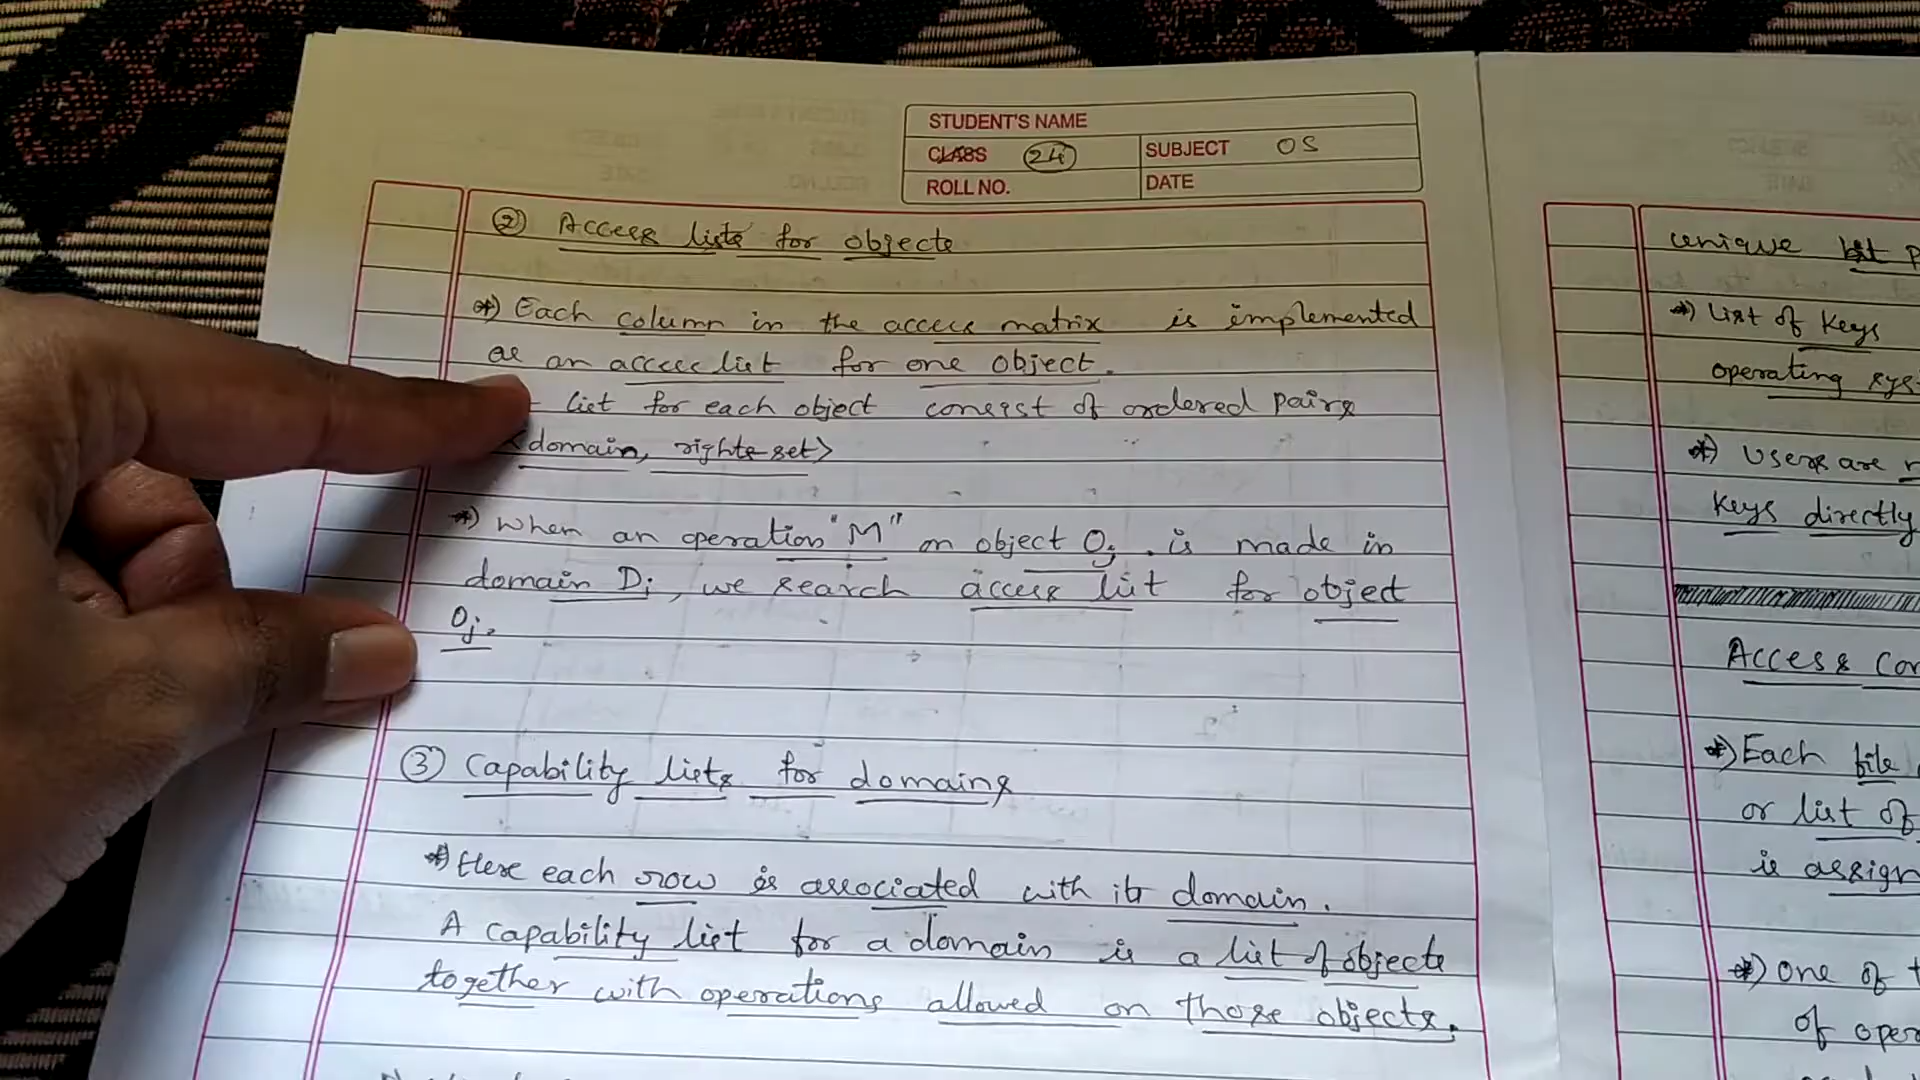 STUDENT'S NAME
CLASS 24
SUBJECT OS
ROLL NO.
DATE
② Access lists for objects
*) Each column in the access matrix is implemented
as an access list for one object.
- list for each object consist of ordered pairs
<domain, rights-set>
*) When an operation "M" on object Oj, is made in
domain Di, we search access list for object
Oj.
③ Capability lists for domains
*) Here each row is associated with its domain.
A capability list for a domain is a list of objects
together with operations allowed on those objects.
unique bit p
*) List of Keys
operating sys
*) Users are
Keys directly
Access Con
*) Each file
or list of
is assign
*) One of t
of oper